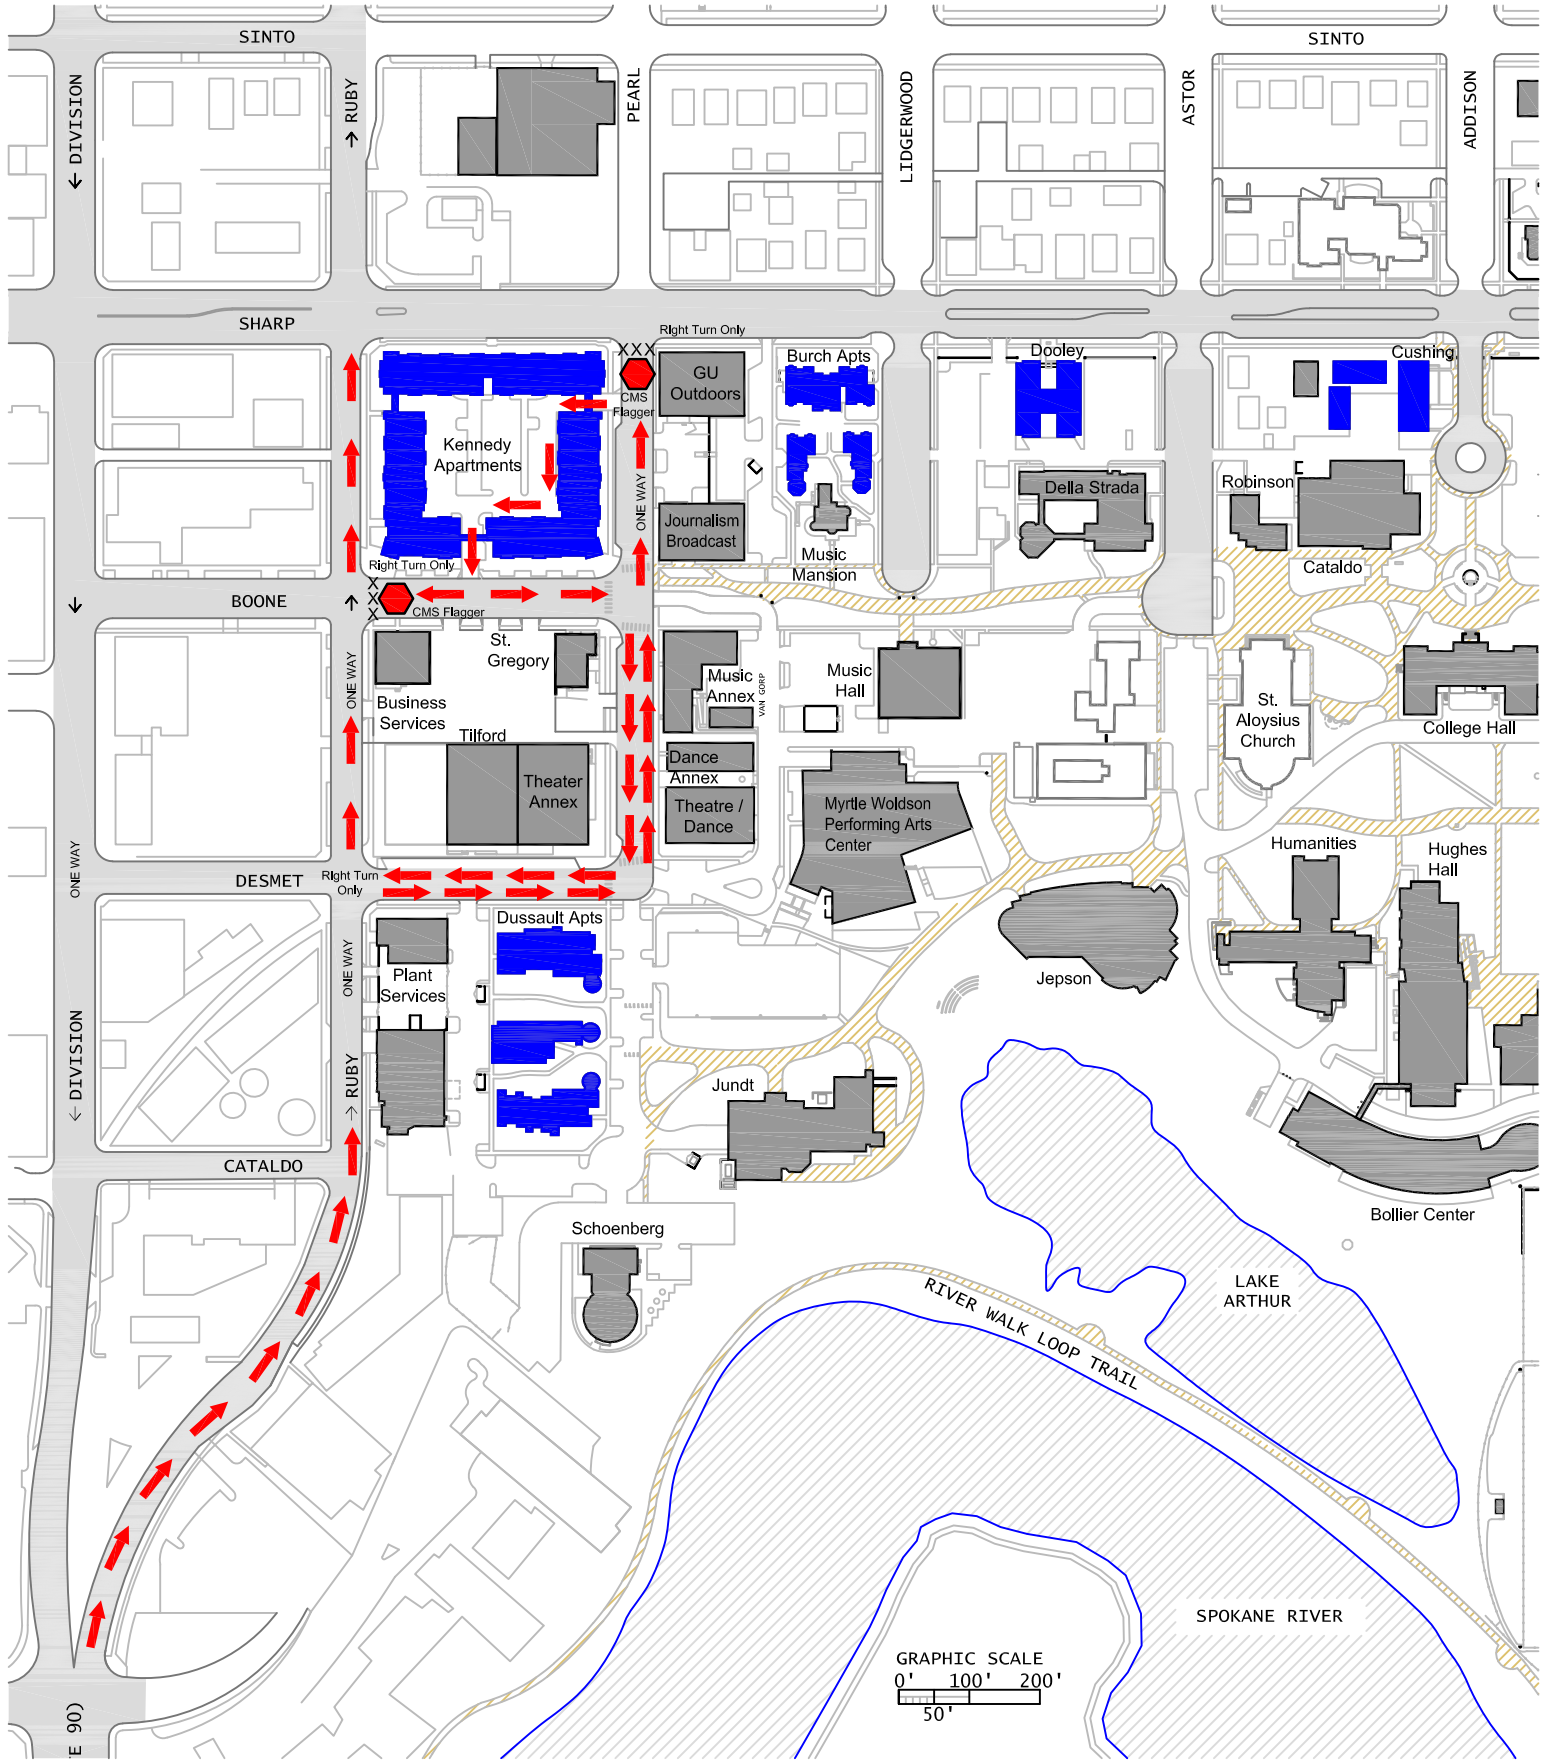 SINTO
SINTO
← DIVISION
→ RUBY
PEARL
LIDGERWOOD
ASTOR
ADDISON
SHARP
Right Turn Only
XXX
GU
Outdoors
CMS
Flagger
Burch Apts
Dooley
Cushing
Kennedy
Apartments
ONE WAY
Journalism
Broadcast
Music
Mansion
Della Strada
Robinson
Cataldo
Right Turn Only
X
X
X
CMS Flagger
←
BOONE
→
ONE WAY
Business
Services
St.
Gregory
Music
Annex
VAN GORP
Music
Hall
St.
Aloysius
Church
College Hall
Tilford
Theater
Annex
Dance
Annex
Theatre /
Dance
Myrtle Woldson
Performing Arts
Center
Humanities
Hughes
Hall
ONE WAY
DESMET
Right Turn
Only
Dussault Apts
ONE WAY
Plant
Services
Jepson
← DIVISION
→ RUBY
Jundt
CATALDO
Bollier Center
Schoenberg
LAKE
ARTHUR
RIVER WALK LOOP TRAIL
SPOKANE RIVER
GRAPHIC SCALE
0' 100' 200'
50'
E 90)